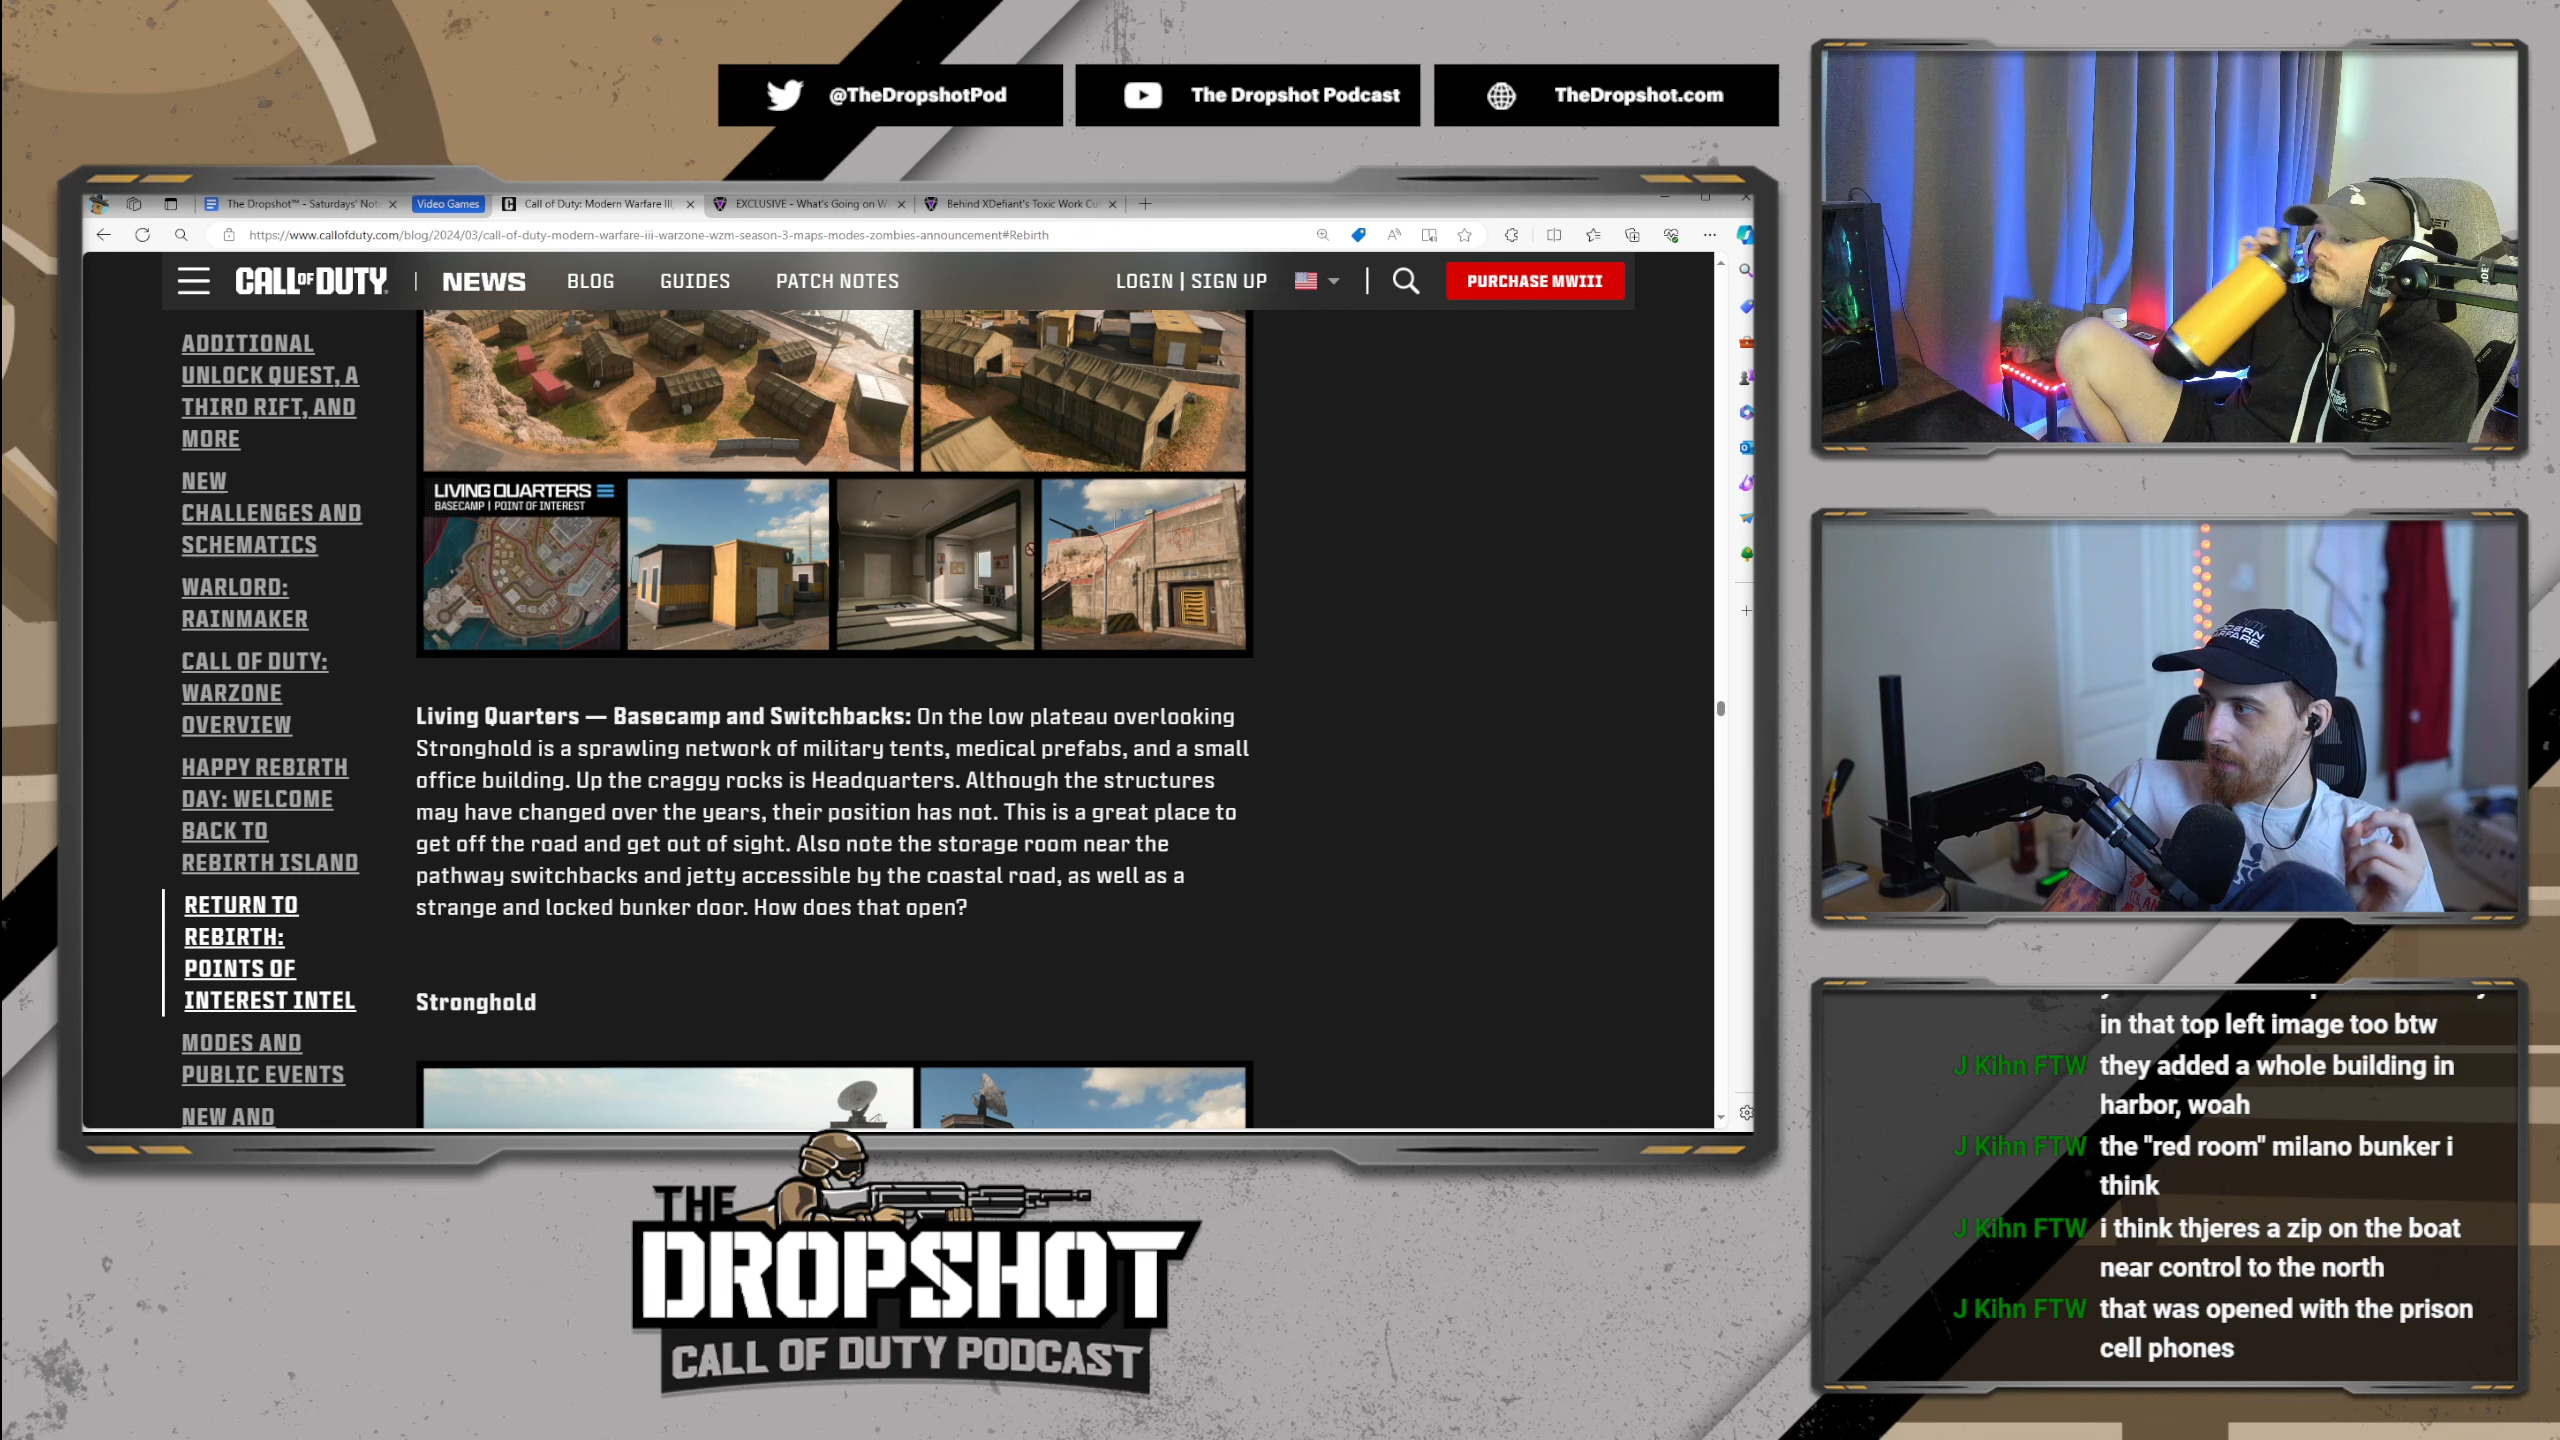 @TheDropshotPod
The Dropshot Podcast
TheDropshot.com
The Dropshot™ - Saturdays' Not
Video Games
Call of Duty: Modern Warfare III,
EXCLUSIVE - What's Going on W
Behind XDefiant's Toxic Work Cu
https://www.callofduty.com/blog/2024/03/call-of-duty-modern-warfare-iii-warzone-wzm-season-3-maps-modes-zombies-announcement#Rebirth
CALL OF DUTY
NEWS
BLOG
GUIDES
PATCH NOTES
LOGIN | SIGN UP
PURCHASE MWIII
ADDITIONAL
UNLOCK QUEST, A
THIRD RIFT, AND
MORE
NEW
CHALLENGES AND
SCHEMATICS
WARLORD:
RAINMAKER
CALL OF DUTY:
WARZONE
OVERVIEW
HAPPY REBIRTH
DAY: WELCOME
BACK TO
REBIRTH ISLAND
RETURN TO
REBIRTH:
POINTS OF
INTEREST INTEL
MODES AND
PUBLIC EVENTS
NEW AND
LIVING QUARTERS
BASECAMP | POINT OF INTEREST
Living Quarters — Basecamp and Switchbacks: On the low plateau overlooking
Stronghold is a sprawling network of military tents, medical prefabs, and a small
office building. Up the craggy rocks is Headquarters. Although the structures
may have changed over the years, their position has not. This is a great place to
get off the road and get out of sight. Also note the storage room near the
pathway switchbacks and jetty accessible by the coastal road, as well as a
strange and locked bunker door. How does that open?
Stronghold
MODERN
WARFARE
in that top left image too btw
J Kihn FTW they added a whole building in
harbor, woah
J Kihn FTW the "red room" milano bunker i
think
J Kihn FTW i think thjeres a zip on the boat
near control to the north
J Kihn FTW that was opened with the prison
cell phones
THE
DROPSHOT
CALL OF DUTY PODCAST